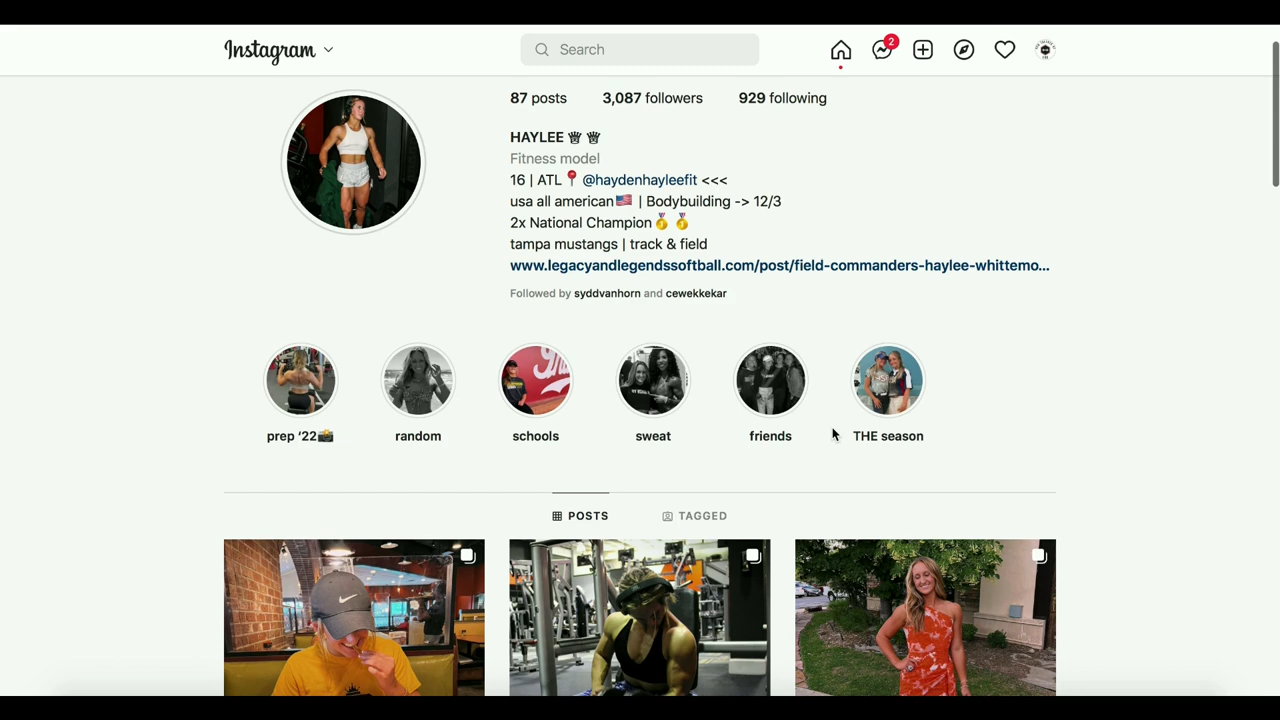 Instagram
Search
2
87 posts 3,087 followers 929 following
HAYLEE ♕ ♕
Fitness model
16 | ATL📍 @haydenhayleefit <<<
usa all american🇺🇸 | Bodybuilding -> 12/3
2x National Champion🏅 🏅
tampa mustangs | track & field
www.legacyandlegendssoftball.com/post/field-commanders-haylee-whittemo...
Followed by syddvanhorn and cewekkekar
prep ‘22📸 random schools sweat friends THE season
POSTS TAGGED